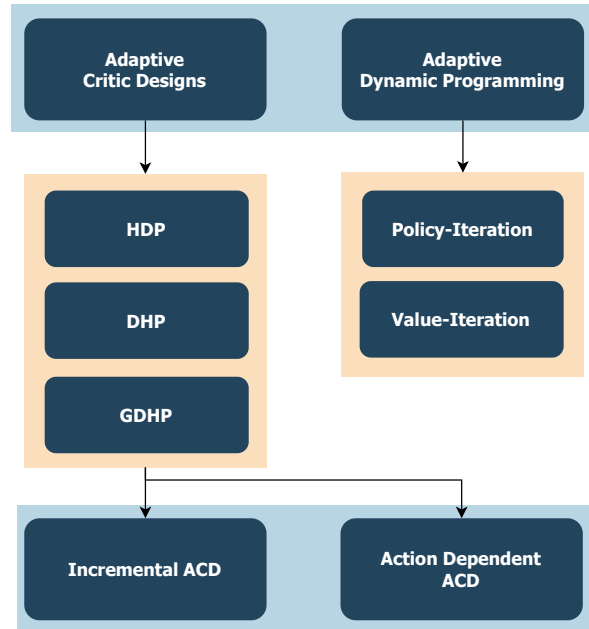 Adaptive
Critic Designs
Adaptive
Dynamic Programming
HDP
DHP
GDHP
Policy-Iteration
Value-Iteration
Incremental ACD
Action Dependent
ACD